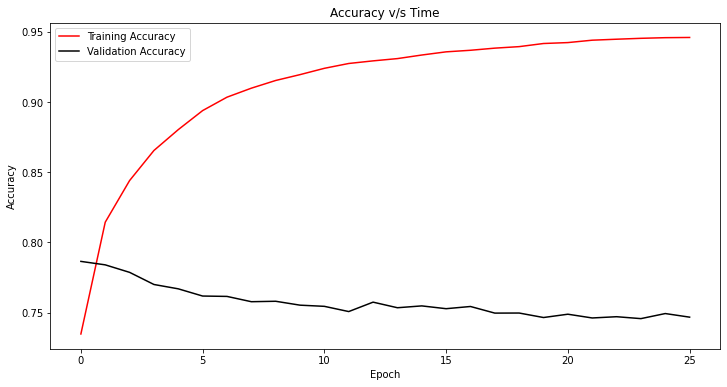 Accuracy v/s Time
Training Accuracy
Validation Accuracy
Accuracy
0.95
0.90
0.85
0.80
0.75
0 5 10 15 20 25
Epoch